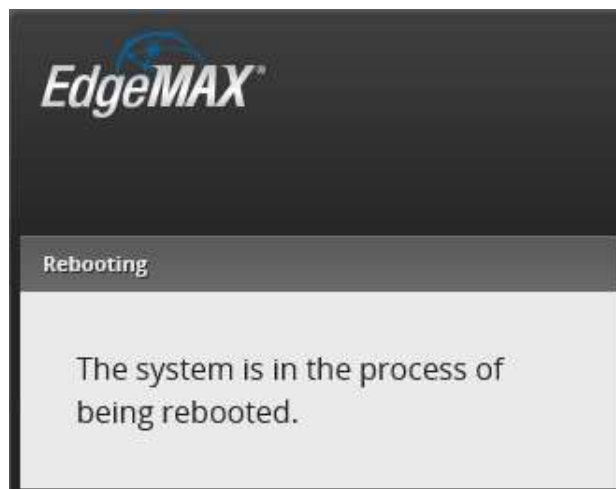 EdgeMAX®
Rebooting
The system is in the process of
being rebooted.